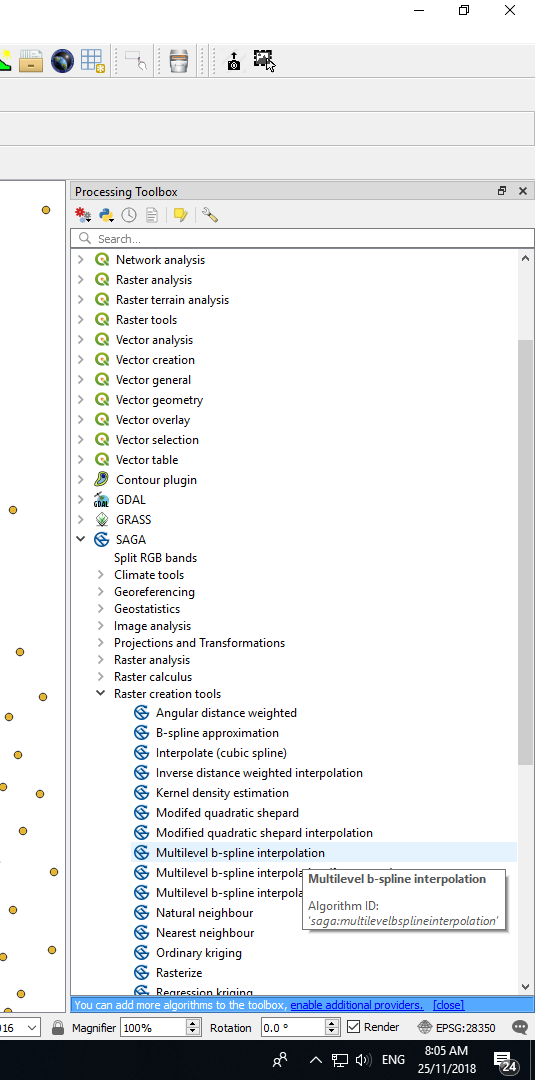 Processing Toolbox
Search...
Network analysis
Raster analysis
Raster terrain analysis
Raster tools
Vector analysis
Vector creation
Vector general
Vector geometry
Vector overlay
Vector selection
Vector table
Contour plugin
GDAL
GRASS
SAGA
Split RGB bands
Climate tools
Georeferencing
Geostatistics
Image analysis
Projections and Transformations
Raster analysis
Raster calculus
Raster creation tools
Angular distance weighted
B-spline approximation
Interpolate (cubic spline)
Inverse distance weighted interpolation
Kernel density estimation
Modifed quadratic shepard
Modified quadratic shepard interpolation
Multilevel b-spline interpolation
Multilevel b-spline
Multilevel b-spline interpolation
Multilevel b-spline
Algorithm ID:
'saga:multilevelbsplineinterpolation'
Natural neighbour
Nearest neighbour
Ordinary kriging
Rasterize
Regression kriging
You can add more algorithms to the toolbox, enable additional providers. [close]
016 Magnifier 100% Rotation 0.0 ° Render EPSG:28350
ENG 8:05 AM
25/11/2018 24